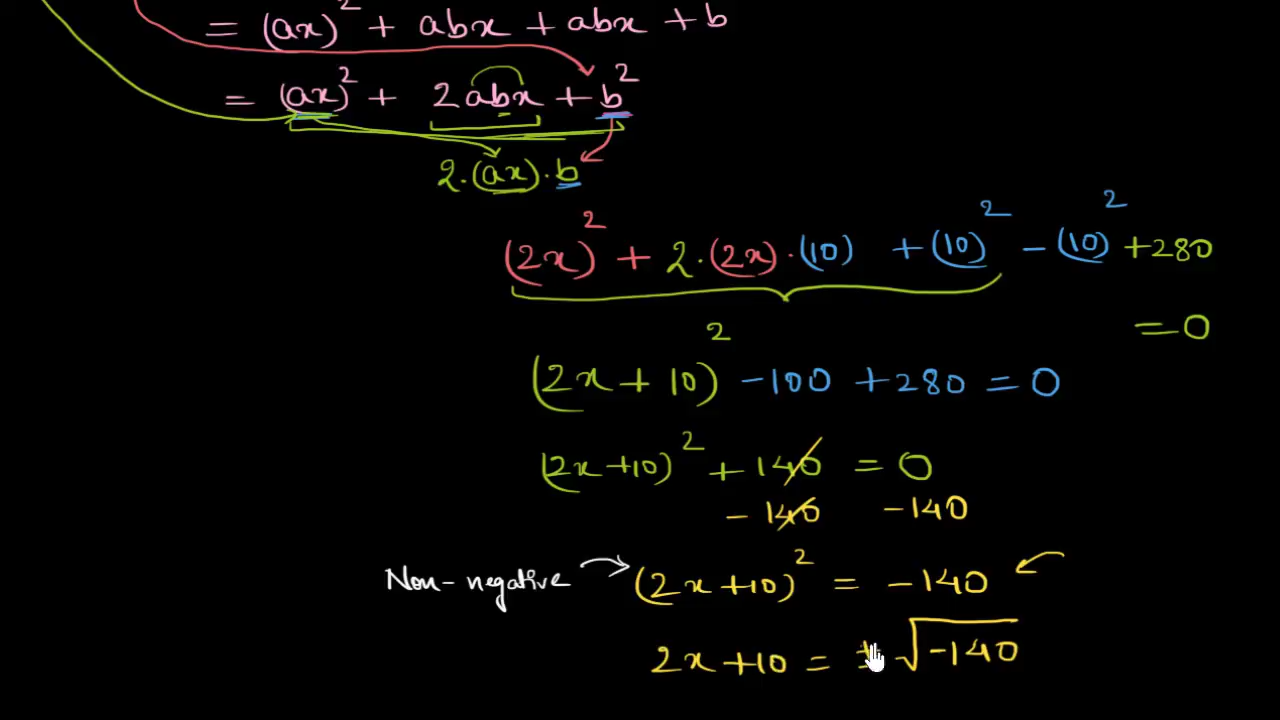 = (ax)² + abx + abx + b
= (ax)² + 2abx + b²
2·(ax)·b
(2x)² + 2·(2x)·(10) + (10)² - (10)² + 280
= 0
(2x + 10)² - 100 + 280 = 0
(2x + 10)² + 140 = 0
- 140 - 140
Non-negative (2x + 10)² = - 140
2x + 10 = ± √-140